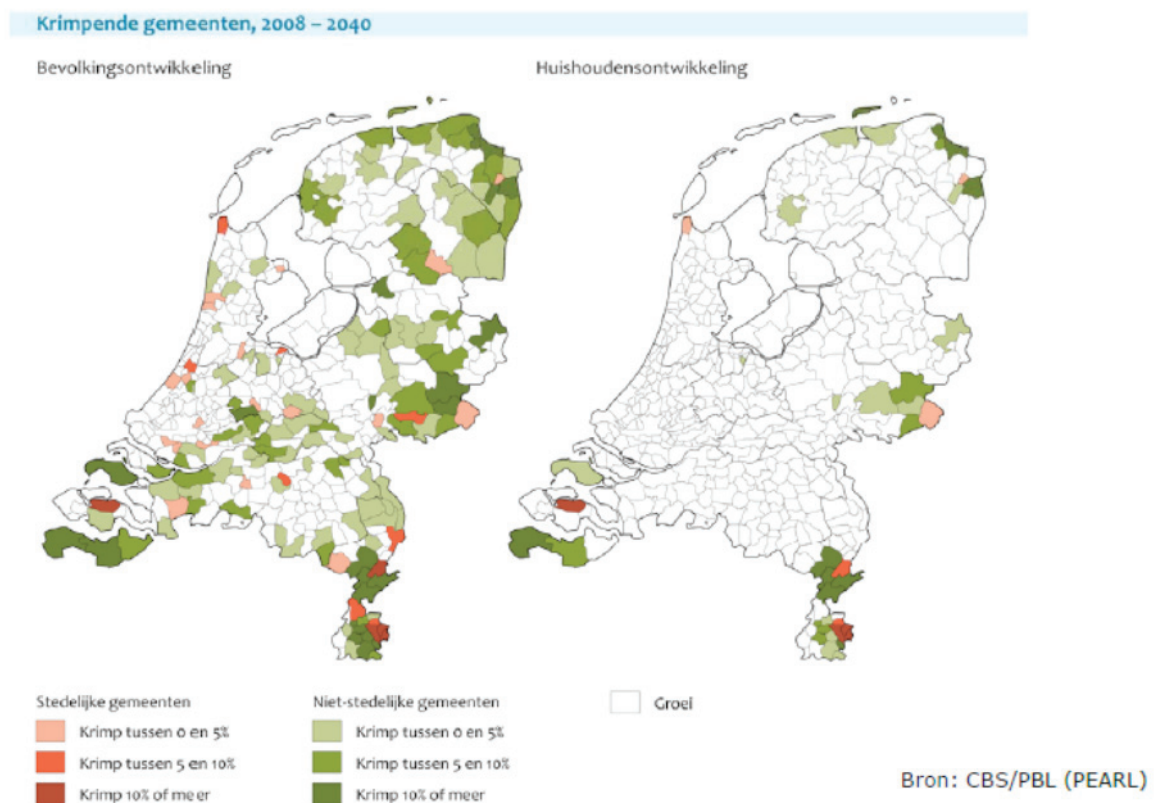 Krimpende gemeenten, 2008 – 2040
Bevolkingsontwikkeling
Huishoudensontwikkeling
Stedelijke gemeenten
Krimp tussen 0 en 5%
Krimp tussen 5 en 10%
Krimp 10% of meer
Niet-stedelijke gemeenten
Krimp tussen 0 en 5%
Krimp tussen 5 en 10%
Krimp 10% of meer
Groei
Bron: CBS/PBL (PEARL)